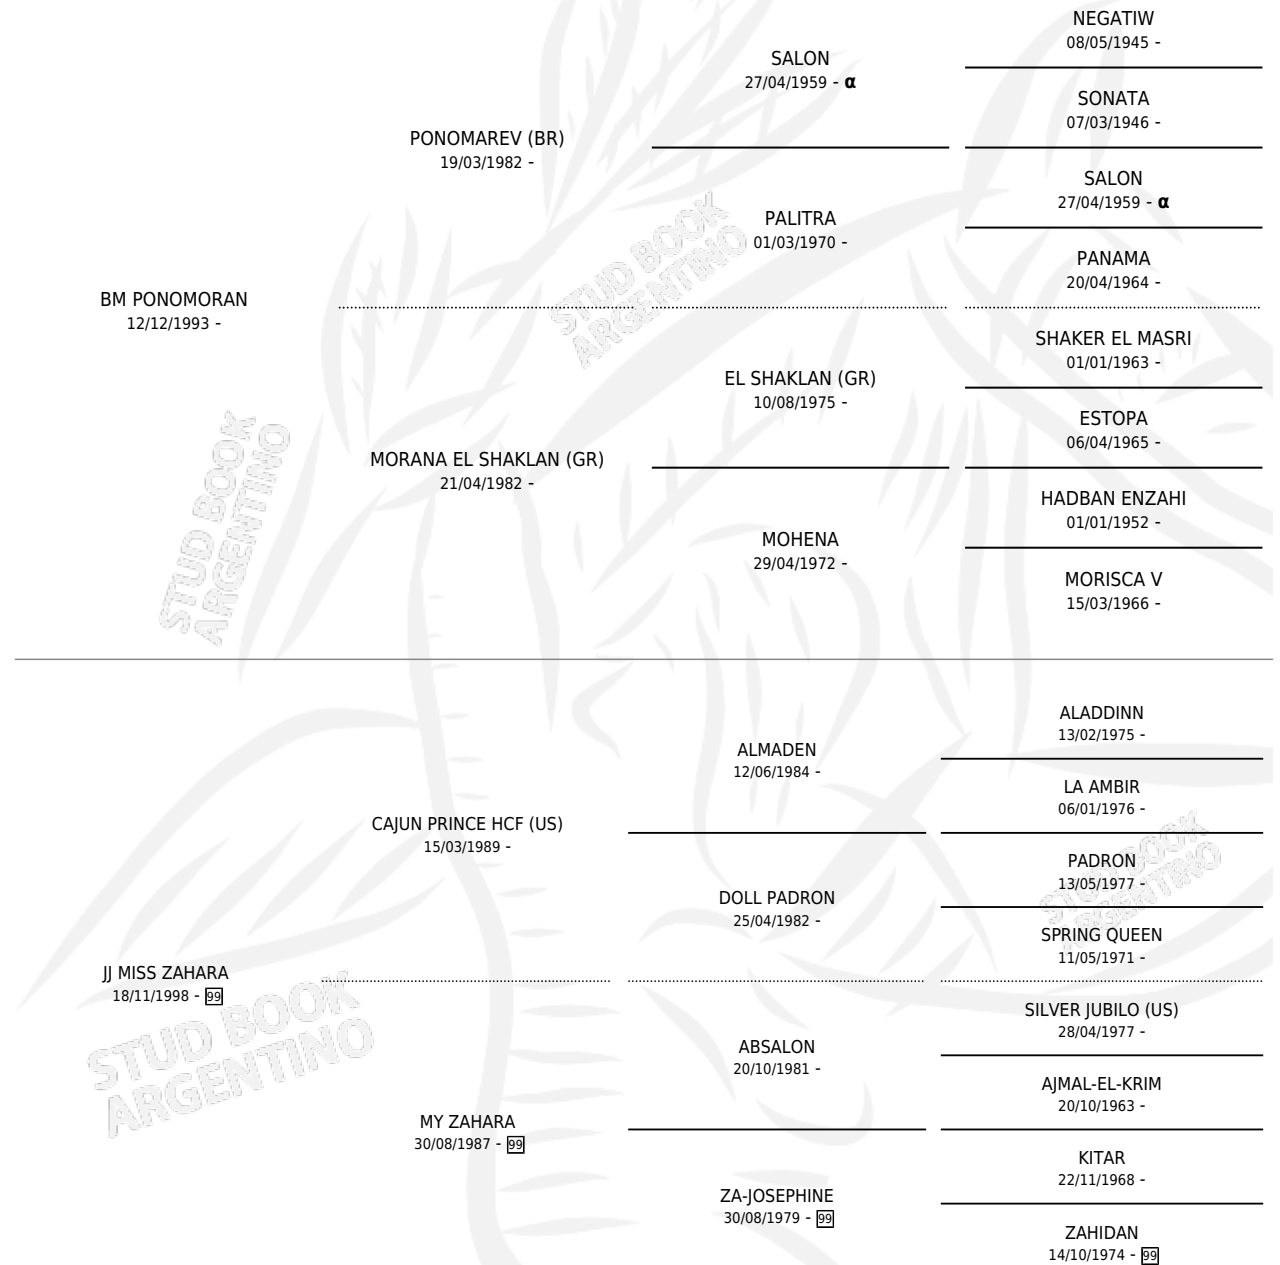 NEGATIW
08/05/1945 -
SALON
27/04/1959 - α
SONATA
07/03/1946 -
PONOMAREV (BR)
19/03/1982 -
SALON
27/04/1959 - α
PALITRA
01/03/1970 -
PANAMA
20/04/1964 -
BM PONOMORAN
12/12/1993 -
SHAKER EL MASRI
01/01/1963 -
EL SHAKLAN (GR)
10/08/1975 -
ESTOPA
06/04/1965 -
MORANA EL SHAKLAN (GR)
21/04/1982 -
HADBAN ENZAHI
01/01/1952 -
MOHENA
29/04/1972 -
MORISCA V
15/03/1966 -
ALADDINN
13/02/1975 -
ALMADEN
12/06/1984 -
LA AMBIR
06/01/1976 -
CAJUN PRINCE HCF (US)
15/03/1989 -
PADRON
13/05/1977 -
DOLL PADRON
25/04/1982 -
SPRING QUEEN
11/05/1971 -
JJ MISS ZAHARA
18/11/1998 - 99
SILVER JUBILO (US)
28/04/1977 -
ABSALON
20/10/1981 -
AJMAL-EL-KRIM
20/10/1963 -
MY ZAHARA
30/08/1987 - 99
KITAR
22/11/1968 -
ZA-JOSEPHINE
30/08/1979 - 99
ZAHIDAN
14/10/1974 - 99
STUD BOOK
ARGENTINO
STUD BOOK
ARGENTINO
STUD BOOK
ARGENTINO
STUD BOOK
ARGENTINO